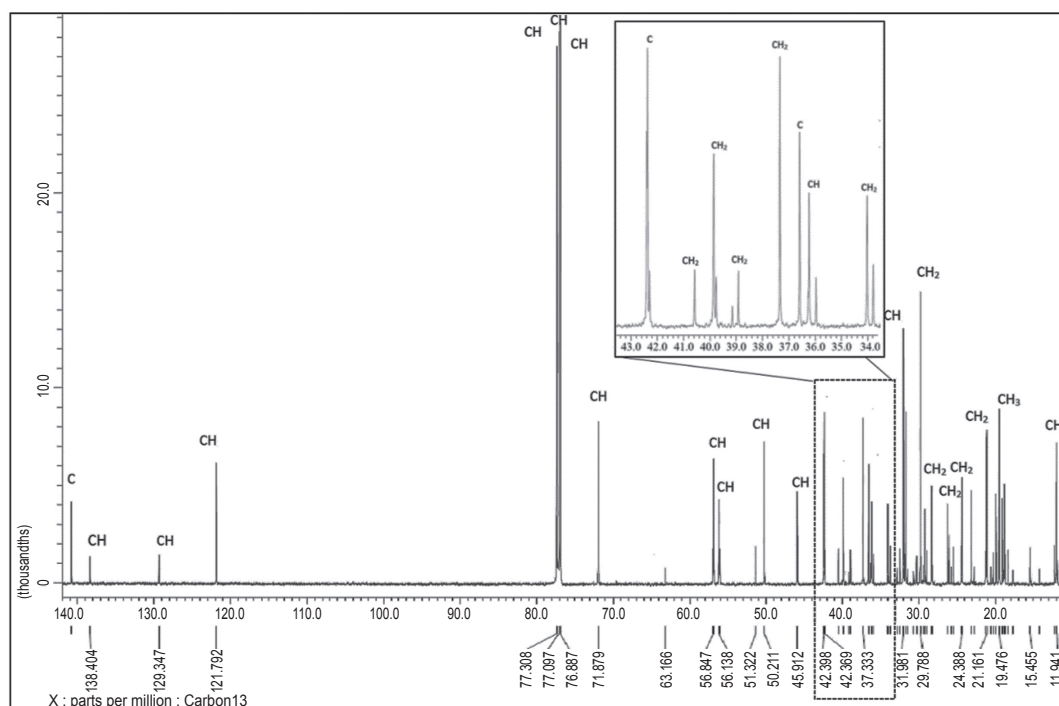 CH
CH CH
C
CH₂
CH₂
C
CH
CH₂
CH₂
CH₂
43.0 42.0 41.0 40.0 39.0 38.0 37.0 36.0 35.0 34.0
20.0
10.0
0
(thousandths)
C
CH
CH
CH
CH
CH
CH
CH
CH
CH
CH₂
CH₂
CH₂
CH₂
CH₂
CH₃
CH
140.0 130.0 120.0 110.0 100.0 90.0 80.0 70.0 60.0 50.0 40.0 30.0 20.0
138.404
129.347
121.792
77.308
77.097
76.887
71.879
63.166
56.847
56.138
51.322
50.211
45.912
42.398
42.369
37.333
31.981
29.788
24.388
21.161
19.476
15.455
11.941
X : parts per million : Carbon13